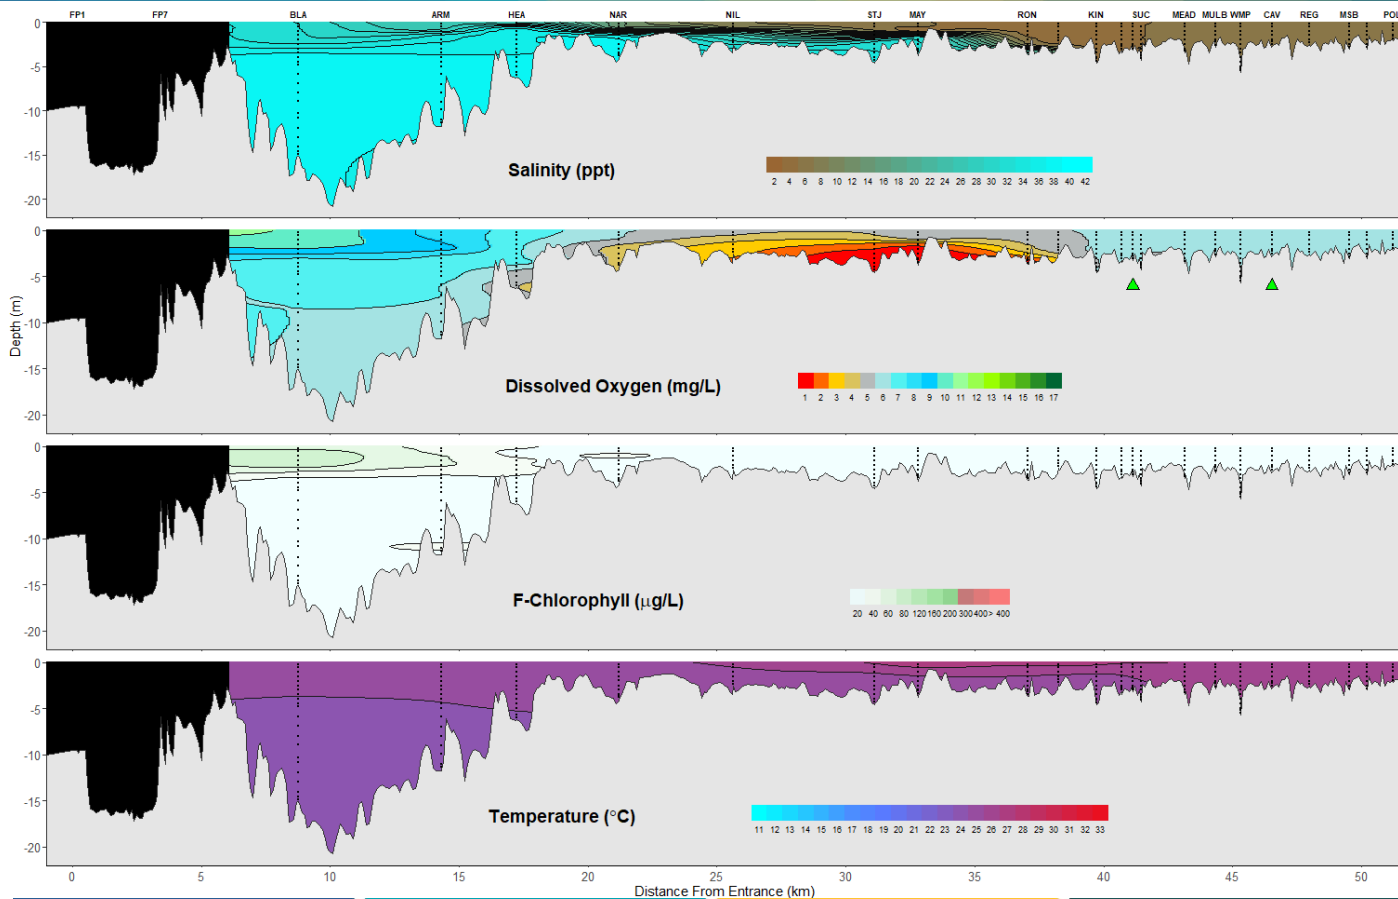 FP1 FP7 BLA ARM HEA NAR NIL STJ MAY RON KIN SUC MEAD MULB WMP CAV REG MSB POL
0
-5
-10
-15
-20
Salinity (ppt)
2 4 6 8 10 12 14 16 18 20 22 24 26 28 30 32 34 36 38 40 42
0
-5
-10
-15
-20
Depth (m)
Dissolved Oxygen (mg/L)
1 2 3 4 5 6 7 8 9 10 11 12 13 14 15 16 17
0
-5
-10
-15
-20
F-Chlorophyll (µg/L)
20 40 60 80 120 160 200 300 400 > 400
0
-5
-10
-15
-20
Temperature (°C)
11 12 13 14 15 16 17 18 19 20 21 22 23 24 25 26 27 28 29 30 31 32 33
0 5 10 15 20 25 30 35 40 45 50
Distance From Entrance (km)